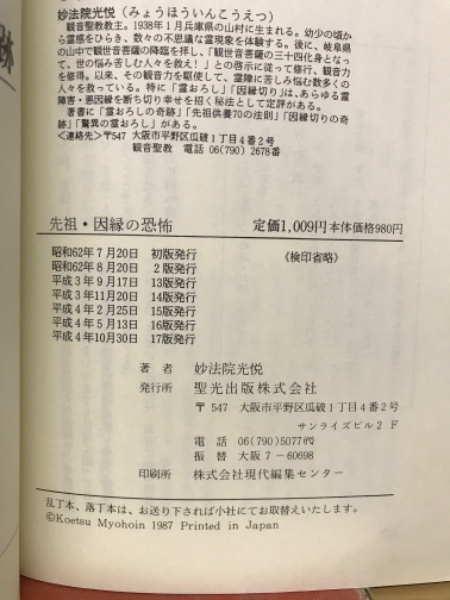 妙法院光悦(みょうほういんこうえつ)
観音聖教教主。1938年1月兵庫県の山村に生まれる。幼少の頃か
ら霊感をひらき、数々の不思議な霊現象を体験する。後に、岐阜県
の山中で観世音菩薩の降臨を拝し、「観世音菩薩の三十四化身となっ
て、世の悩み苦しむ人々を救え!」との啓示に従って修行、観音力
を修得。以来、その観音力を駆使して、霊障に苦しみ悩む数多くの
人々を救っている。特に「霊おろし」「因縁切り」は、あらゆる霊
障害・悪因縁を断ち切り幸せを招く秘法として定評がある。
著書に「霊おろしの奇跡」「先祖供養70の法則」「因縁切りの奇
跡」「驚異の霊おろし」がある。
<連絡先>〒547 大阪市平野区瓜破1丁目4番2号
観音聖教 電話 06(790)2678番
先祖・因縁の恐怖 定価1,009円本体価格980円
昭和62年7月20日 初版発行 《検印省略》
昭和62年8月20日 2版発行
平成3年9月17日 13版発行
平成3年11月20日 14版発行
平成4年2月25日 15版発行
平成4年5月13日 16版発行
平成4年10月30日 17版発行
著者 妙法院光悦
発行所 聖光出版株式会社
〒547 大阪市平野区瓜破1丁目4番2号
サンライズビル2F
電話 06(790)5077㈹
振替 大阪7-60698
印刷所 株式会社現代編集センター
乱丁本、落丁本は、お送り下されば小社にてお取替えいたします。
©Koetsu Myohoin 1987 Printed in Japan